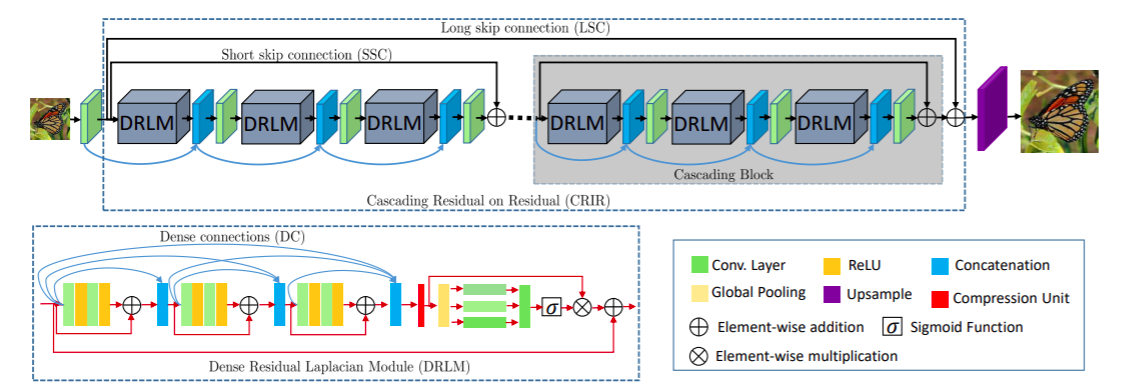 Long skip connection (LSC)
Short skip connection (SSC)
DRLM DRLM DRLM DRLM DRLM DRLM
Cascading Block
Cascading Residual on Residual (CRIR)
Dense connections (DC)
σ
Dense Residual Laplacian Module (DRLM)
Conv. Layer ReLU Concatenation
Global Pooling Upsample Compression Unit
Element-wise addition σ Sigmoid Function
Element-wise multiplication